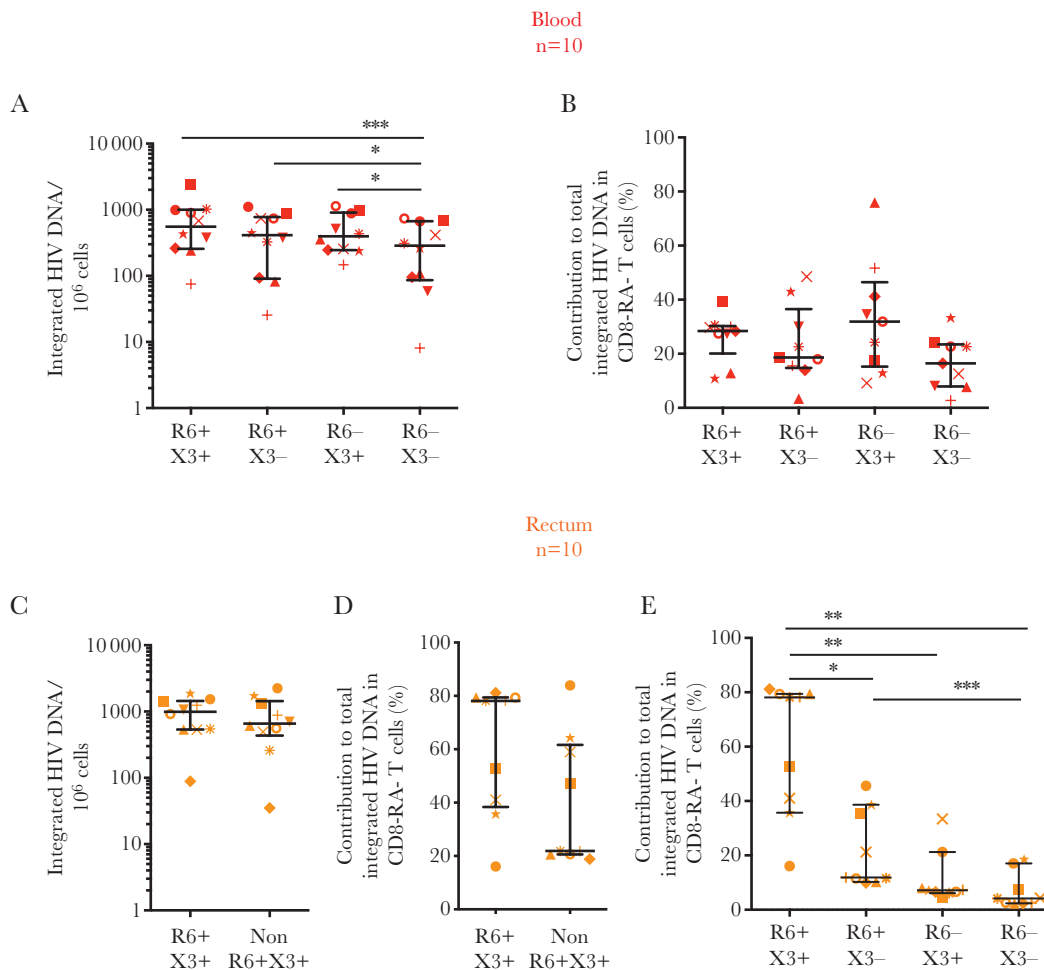 Blood
n=10
A
Integrated HIV DNA/
10⁶ cells
10 000
1000
100
10
1
***
*
*
R6+
X3+
R6+
X3–
R6–
X3+
R6–
X3–
B
Contribution to total
integrated HIV DNA in
CD8-RA- T cells (%)
100
80
60
40
20
0
R6+
X3+
R6+
X3–
R6–
X3+
R6–
X3–
Rectum
n=10
C
Integrated HIV DNA/
10⁶ cells
10 000
1000
100
10
1
R6+
X3+
Non
R6+X3+
D
Contribution to total
integrated HIV DNA in
CD8-RA- T cells (%)
100
80
60
40
20
0
R6+
X3+
Non
R6+X3+
E
Contribution to total
integrated HIV DNA in
CD8-RA- T cells (%)
100
80
60
40
20
0
**
**
*
***
R6+
X3+
R6+
X3–
R6–
X3+
R6–
X3–